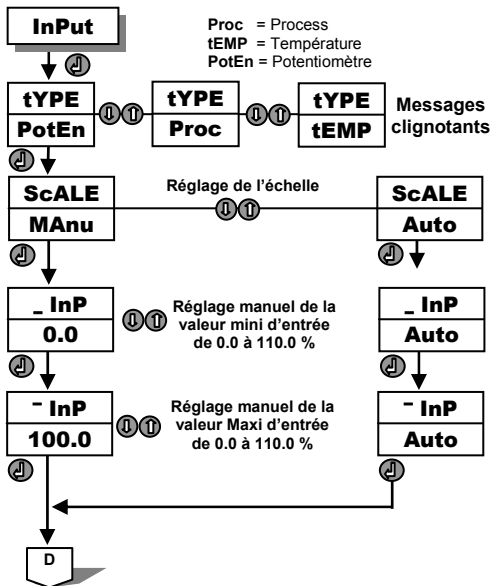 InPut
Proc = Process
tEMP = Température
PotEn = Potentiomètre
tYPE
PotEn
tYPE
Proc
tYPE
tEMP
Messages
clignotants
ScALE
MAnu
Réglage de l'échelle
ScALE
Auto
_ InP
0.0
Réglage manuel de la
valeur mini d'entrée
de 0.0 à 110.0 %
_ InP
Auto
‾ InP
100.0
Réglage manuel de la
valeur Maxi d'entrée
de 0.0 à 110.0 %
‾ InP
Auto
D